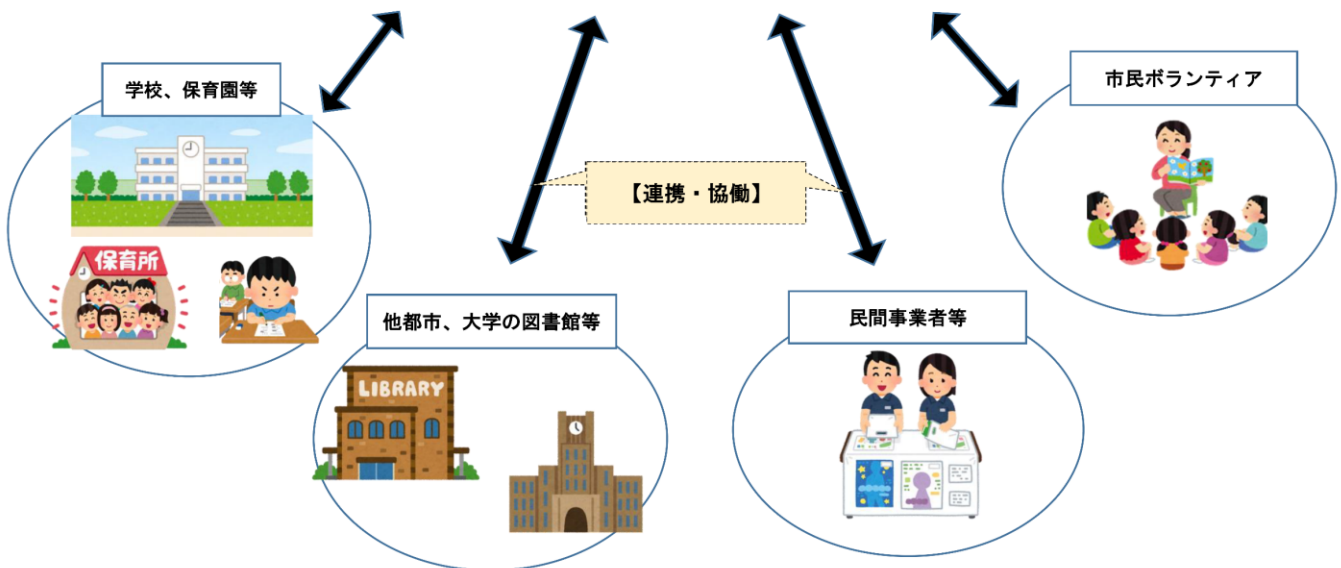 学校、保育園等
市民ボランティア
【連携・協働】
保育所
他都市、大学の図書館等
民間事業者等
LIBRARY